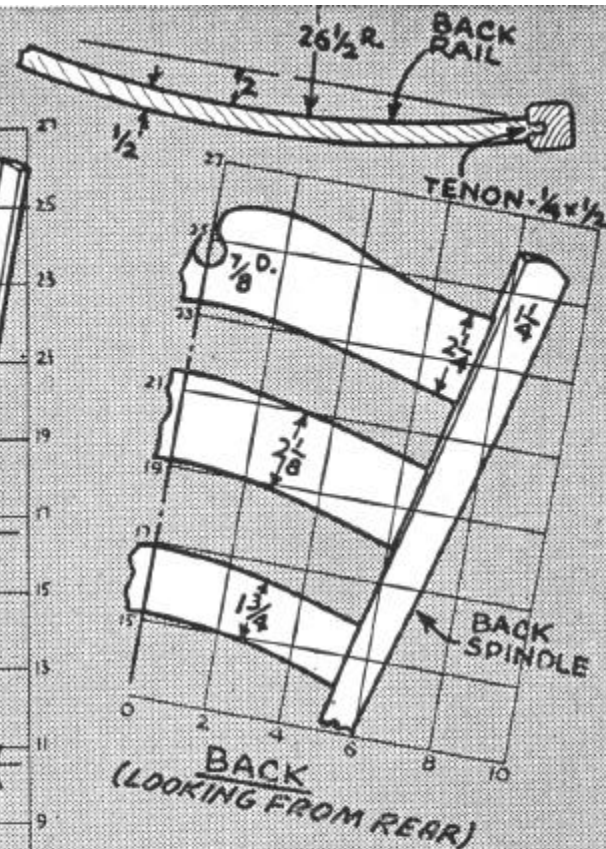 26½ R.
BACK
RAIL
2
½
TENON-¼ x ½
27
25
⅞ D.
23
2¼
1¼
21
2⅛
19
17
1¾
15
BACK
SPINDLE
0 2 4 6 8 10
BACK
(LOOKING FROM REAR)
27
25
23
21
19
17
15
13
11
9